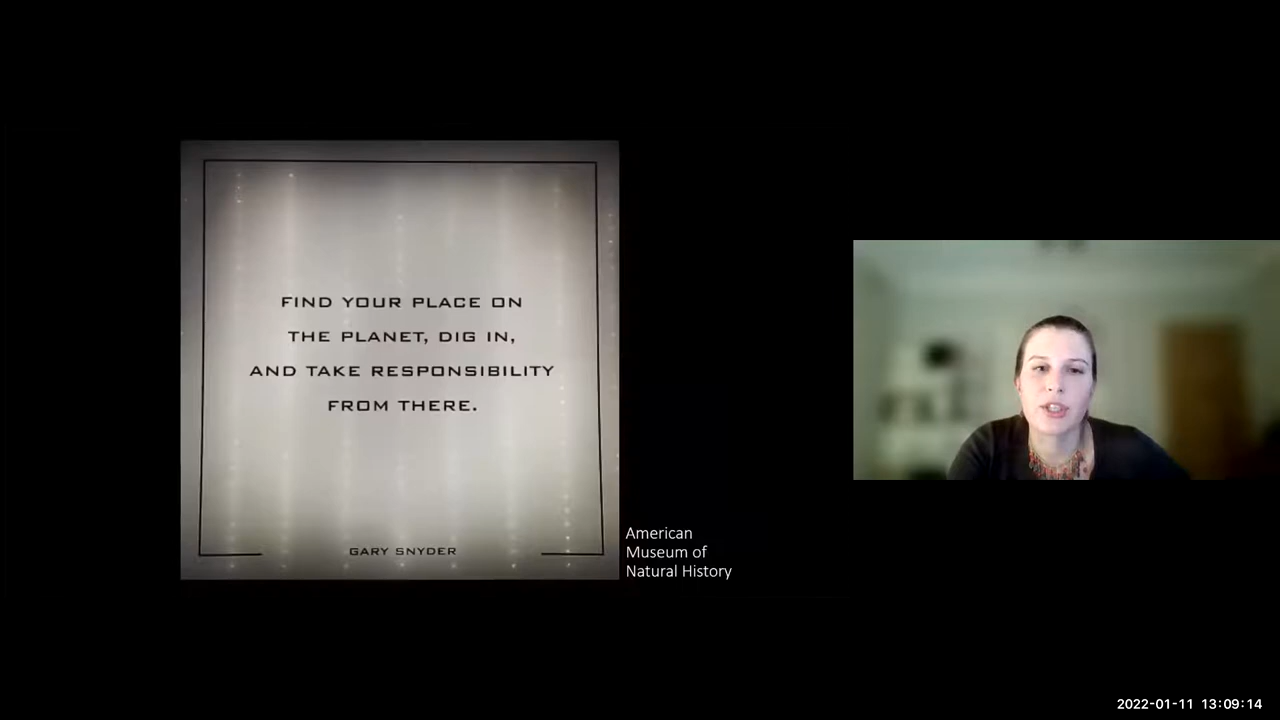 FIND YOUR PLACE ON
THE PLANET, DIG IN,
AND TAKE RESPONSIBILITY
FROM THERE.
GARY SNYDER
American
Museum of
Natural History
2022-01-11 13:09:14